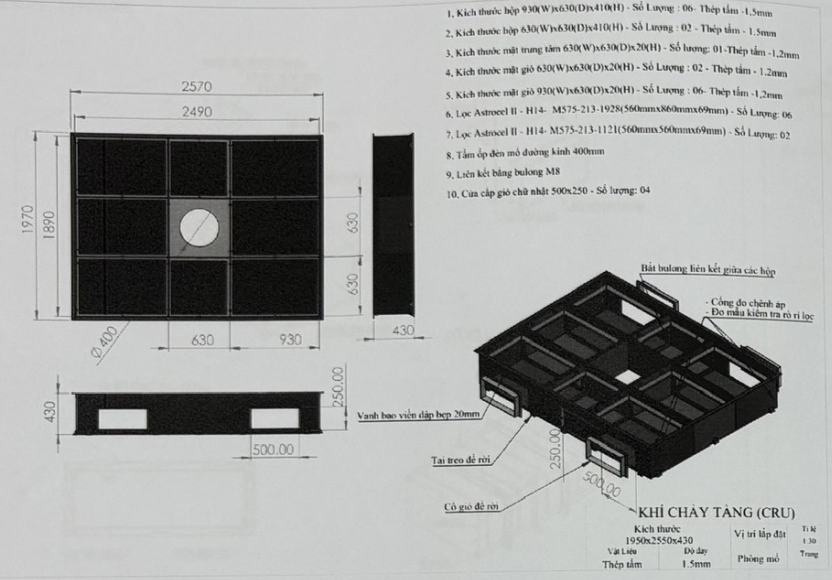 1. Kích thước hộp 930(W)x630(D)x410(H) - Số Lượng : 06- Thép tấm -1.5mm
2. Kích thước hộp 630(W)x630(D)x410(H) - Số Lượng : 02 - Thép tấm - 1.5mm
3. Kích thước mặt trung tâm 630(W)x630(D)x20(H) - Số lượng: 01-Thép tấm -1.2mm
4. Kích thước mặt gió 630(W)x630(D)x20(H) - Số Lượng : 02 - Thép tấm - 1.2mm
5. Kích thước mặt gió 930(W)x630(D)x20(H) - Số Lượng : 06- Thép tấm -1,2mm
6. Lọc Astrocel II - H14- M575-213-1928(560mmx860mmx69mm) - Số Lượng: 06
7. Lọc Astrocel II - H14- M575-213-1121(560mmx560mmx69mm) - Số Lượng: 02
8. Tấm ốp đèn mổ đường kính 400mm
9. Liên kết bằng bulong M8
10. Cửa cấp gió chữ nhật 500x250 - Số lượng: 04
2570
2490
1970
1890
630
630
Ø400
630
930
430
430
250.00
500.00
Bắt bulong liên kết giữa các hộp
- Cổng đo chênh áp
- Đo mẫu kiểm tra rò rỉ lọc
Vành bao viền dập bẹp 20mm
Tai treo để rời
Cổ gió để rời
250.00
500.00
KHÍ CHẢY TẦNG (CRU)
Kích thước
1950x2550x430
Vị trí lắp đặt
Tỉ lệ
1:30
Vật Liệu
Độ dày
Phòng mổ
Trang
Thép tấm
1.5mm